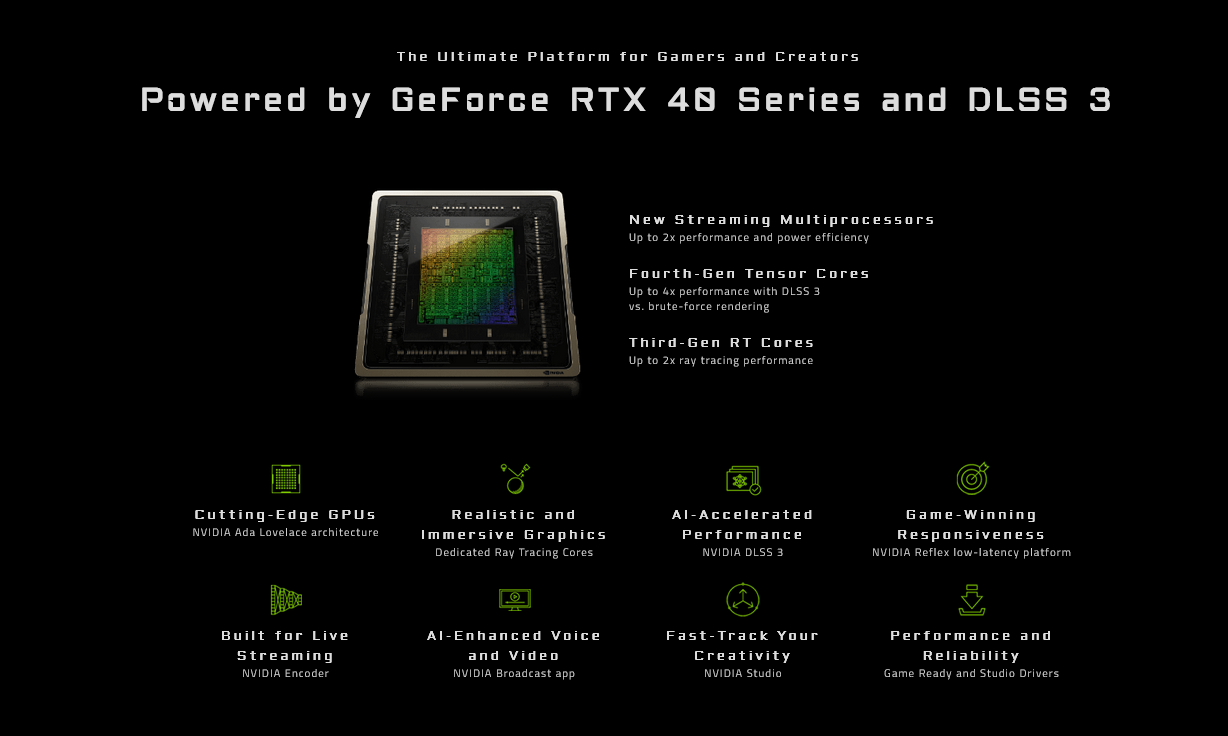 The Ultimate Platform for Gamers and Creators
Powered by GeForce RTX 40 Series and DLSS 3
New Streaming Multiprocessors
Up to 2x performance and power efficiency
Fourth-Gen Tensor Cores
Up to 4x performance with DLSS 3
vs. brute-force rendering
Third-Gen RT Cores
Up to 2x ray tracing performance
NVIDIA
Cutting-Edge GPUs
NVIDIA Ada Lovelace architecture
Realistic and
Immersive Graphics
Dedicated Ray Tracing Cores
AI-Accelerated
Performance
NVIDIA DLSS 3
Game-Winning
Responsiveness
NVIDIA Reflex low-latency platform
Built for Live
Streaming
NVIDIA Encoder
AI-Enhanced Voice
and Video
NVIDIA Broadcast app
Fast-Track Your
Creativity
NVIDIA Studio
Performance and
Reliability
Game Ready and Studio Drivers